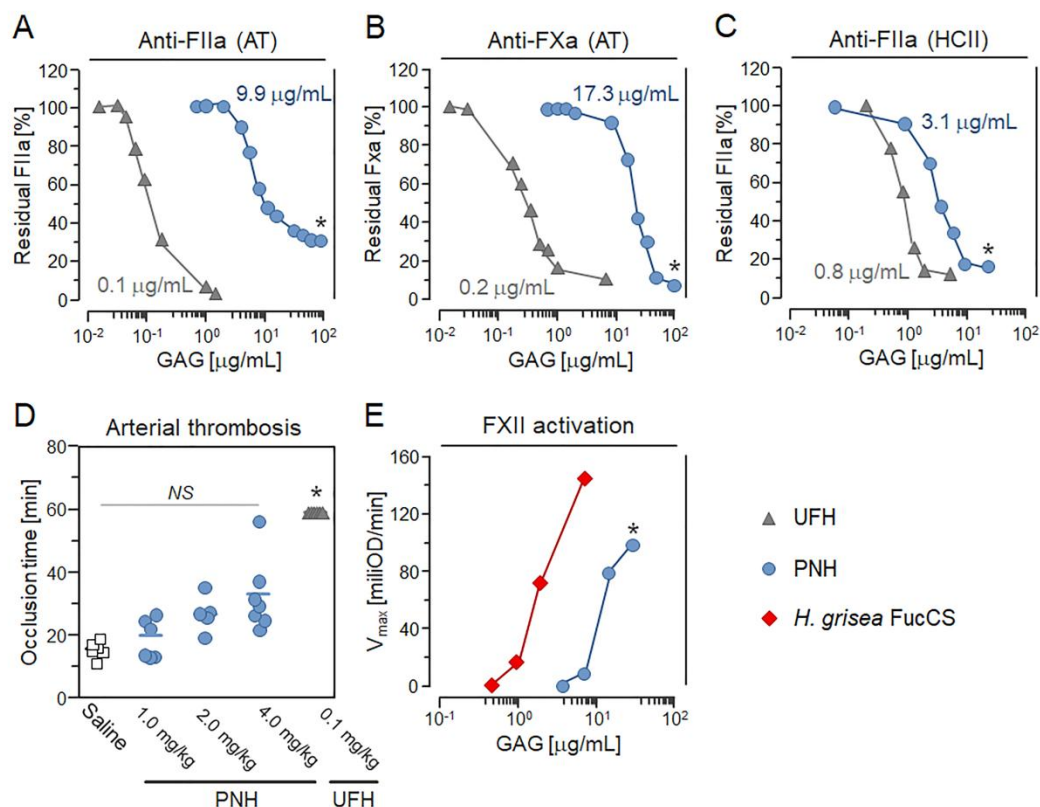 A
Anti-FIIa (AT)
Residual FIIa [%]
120
100
80
60
40
20
0
9.9 μg/mL
*
0.1 μg/mL
10-2
10-1
100
101
102
GAG [μg/mL]
B
Anti-FXa (AT)
Residual Fxa [%]
120
100
80
60
40
20
0
17.3 μg/mL
*
0.2 μg/mL
10-2
10-1
100
101
102
GAG [μg/mL]
C
Anti-FIIa (HCII)
Residual FIIa [%]
120
100
80
60
40
20
0
3.1 μg/mL
*
0.8 μg/mL
10-2
10-1
100
101
102
GAG [μg/mL]
D
Arterial thrombosis
Occlusion time [min]
80
60
40
20
0
NS
*
Saline
1.0 mg/kg
2.0 mg/kg
4.0 mg/kg
0.1 mg/kg
PNH
UFH
E
FXII activation
Vmax [miliOD/min]
160
120
80
40
0
*
10-1
100
101
102
GAG [μg/mL]
UFH
PNH
H. grisea FucCS